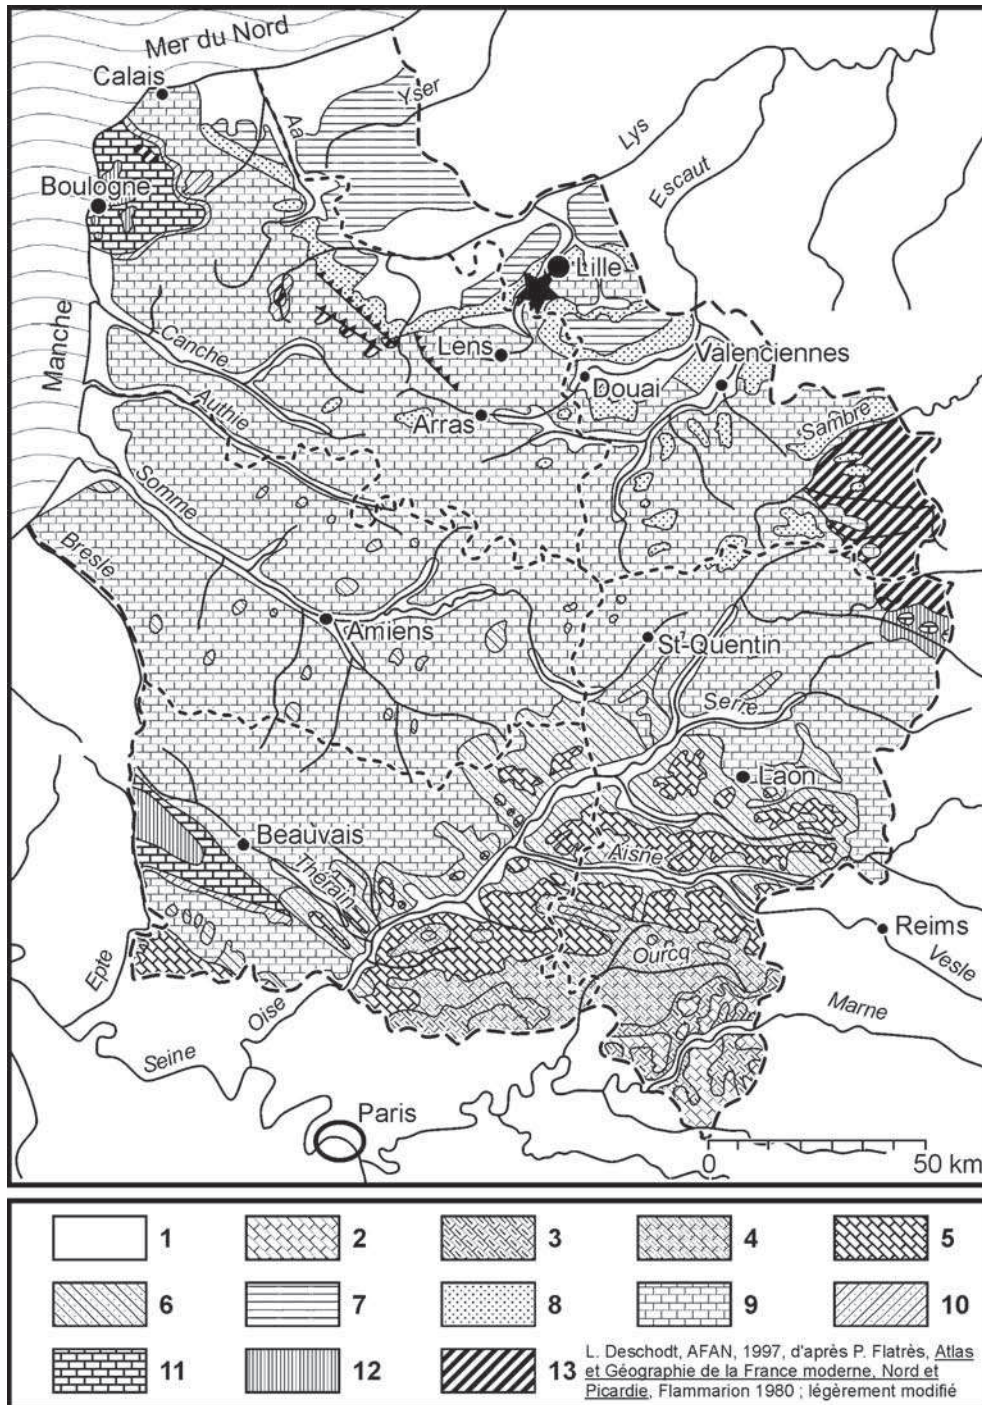 Mer du Nord
Calais
Yser
Aa
Lys
Escaut
Boulogne
Lille
Manche
Canche
Lens
Valenciennes
Douai
Authie
Arras
Sambre
Somme
Bresle
Amiens
St-Quentin
Serre
Laon
Beauvais
Thérain
Aisne
Reims
Ourcq
Vesle
Epte
Oise
Marne
Seine
Paris
0 50 km
1 2 3 4 5
6 7 8 9 10
11 12 13
L. Deschodt, AFAN, 1997, d'après P. Flatrès, Atlas
et Géographie de la France moderne, Nord et
Picardie, Flammarion 1980 ; légèrement modifié